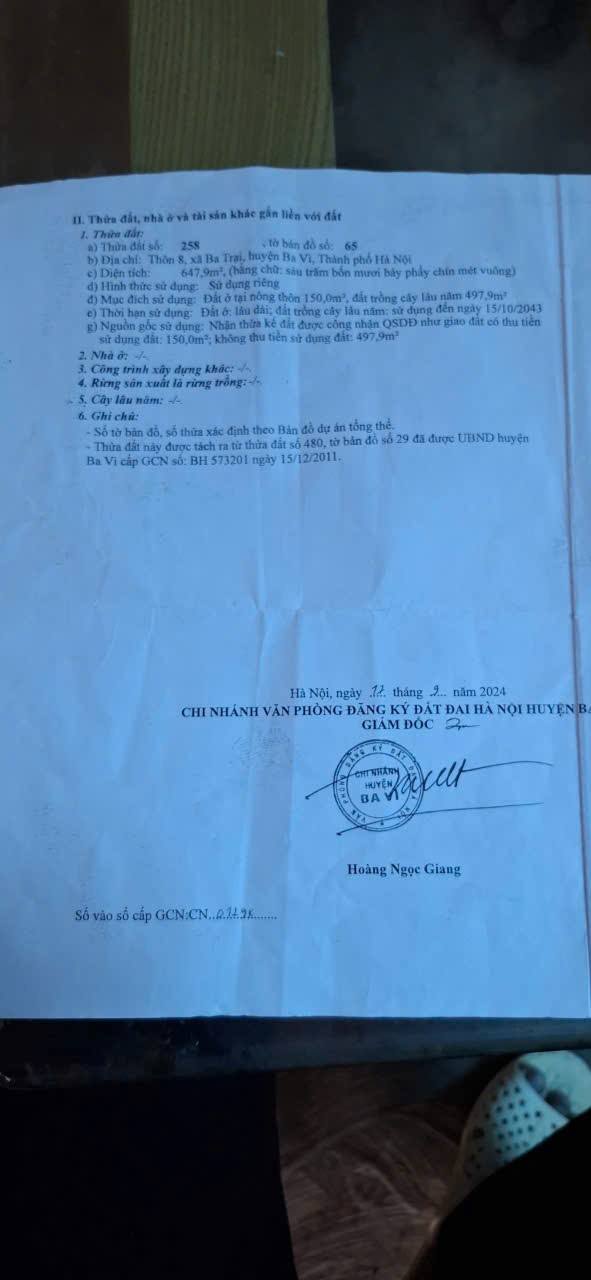 II. Thửa đất, nhà ở và tài sản khác gắn liền với đất
1. Thửa đất:
a) Thửa đất số: 258 , tờ bản đồ số: 65
b) Địa chỉ: Thôn 8, xã Ba Trại, huyện Ba Vì, Thành phố Hà Nội
c) Diện tích: 647,9m², (bằng chữ: sáu trăm bốn mươi bảy phẩy chín mét vuông)
d) Hình thức sử dụng: Sử dụng riêng
đ) Mục đích sử dụng: Đất ở tại nông thôn 150,0m², đất trồng cây lâu năm 497,9m²
e) Thời hạn sử dụng: Đất ở: lâu dài; đất trồng cây lâu năm: sử dụng đến ngày 15/10/2043
g) Nguồn gốc sử dụng: Nhận thừa kế đất được công nhận QSDĐ như giao đất có thu tiền
sử dụng đất: 150,0m²; không thu tiền sử dụng đất: 497,9m²
2. Nhà ở: -/-
3. Công trình xây dựng khác: -/-
4. Rừng sản xuất là rừng trồng: -/-
5. Cây lâu năm: -/-
6. Ghi chú:
- Số tờ bản đồ, số thửa xác định theo Bản đồ dự án tổng thể.
- Thửa đất này được tách ra từ thửa đất số 480, tờ bản đồ số 29 đã được UBND huyện
Ba Vì cấp GCN số: BH 573201 ngày 15/12/2011.
Hà Nội, ngày 17 tháng 9 năm 2024
CHI NHÁNH VĂN PHÒNG ĐĂNG KÝ ĐẤT ĐAI HÀ NỘI HUYỆN BA
GIÁM ĐỐC
VĂN PHÒNG ĐĂNG KÝ ĐẤT ĐAI HÀ NỘI
CHI NHÁNH
HUYỆN
BA VÌ
Hoàng Ngọc Giang
Số vào sổ cấp GCN:CN